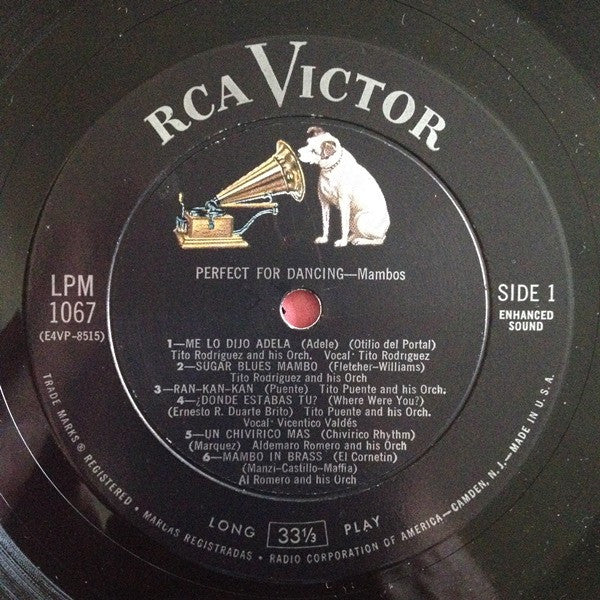 RCA VICTOR
PERFECT FOR DANCING—Mambos
LPM
1067
(E4VP-8515)
SIDE 1
ENHANCED
SOUND
1—ME LO DIJO ADELA (Adele) (Otilio del Portal)
Tito Rodriguez and his Orch. Vocal: Tito Rodriguez
2—SUGAR BLUES MAMBO (Fletcher-Williams)
Tito Rodriguez and his Orch
3—RAN-KAN-KAN (Puente) Tito Puente and his Orch.
4—¿DONDE ESTABAS TU? (Where Were You?)
(Ernesto R. Duarte Brito) Tito Puente and his Orch.
Vocal: Vicentico Valdés
5—UN CHIVIRICO MAS (Chivirico Rhythm)
(Marquez) Aldemaro Romero and his Orch
6—MAMBO IN BRASS (El Cornetin)
(Manzi-Castillo-Maffia)
Al Romero and his Orch
LONG 33⅓ PLAY
TRADE MARKS ® REGISTERED • MARCAS REGISTRADAS • RADIO CORPORATION OF AMERICA—CAMDEN, N. J.—MADE IN U.S.A.